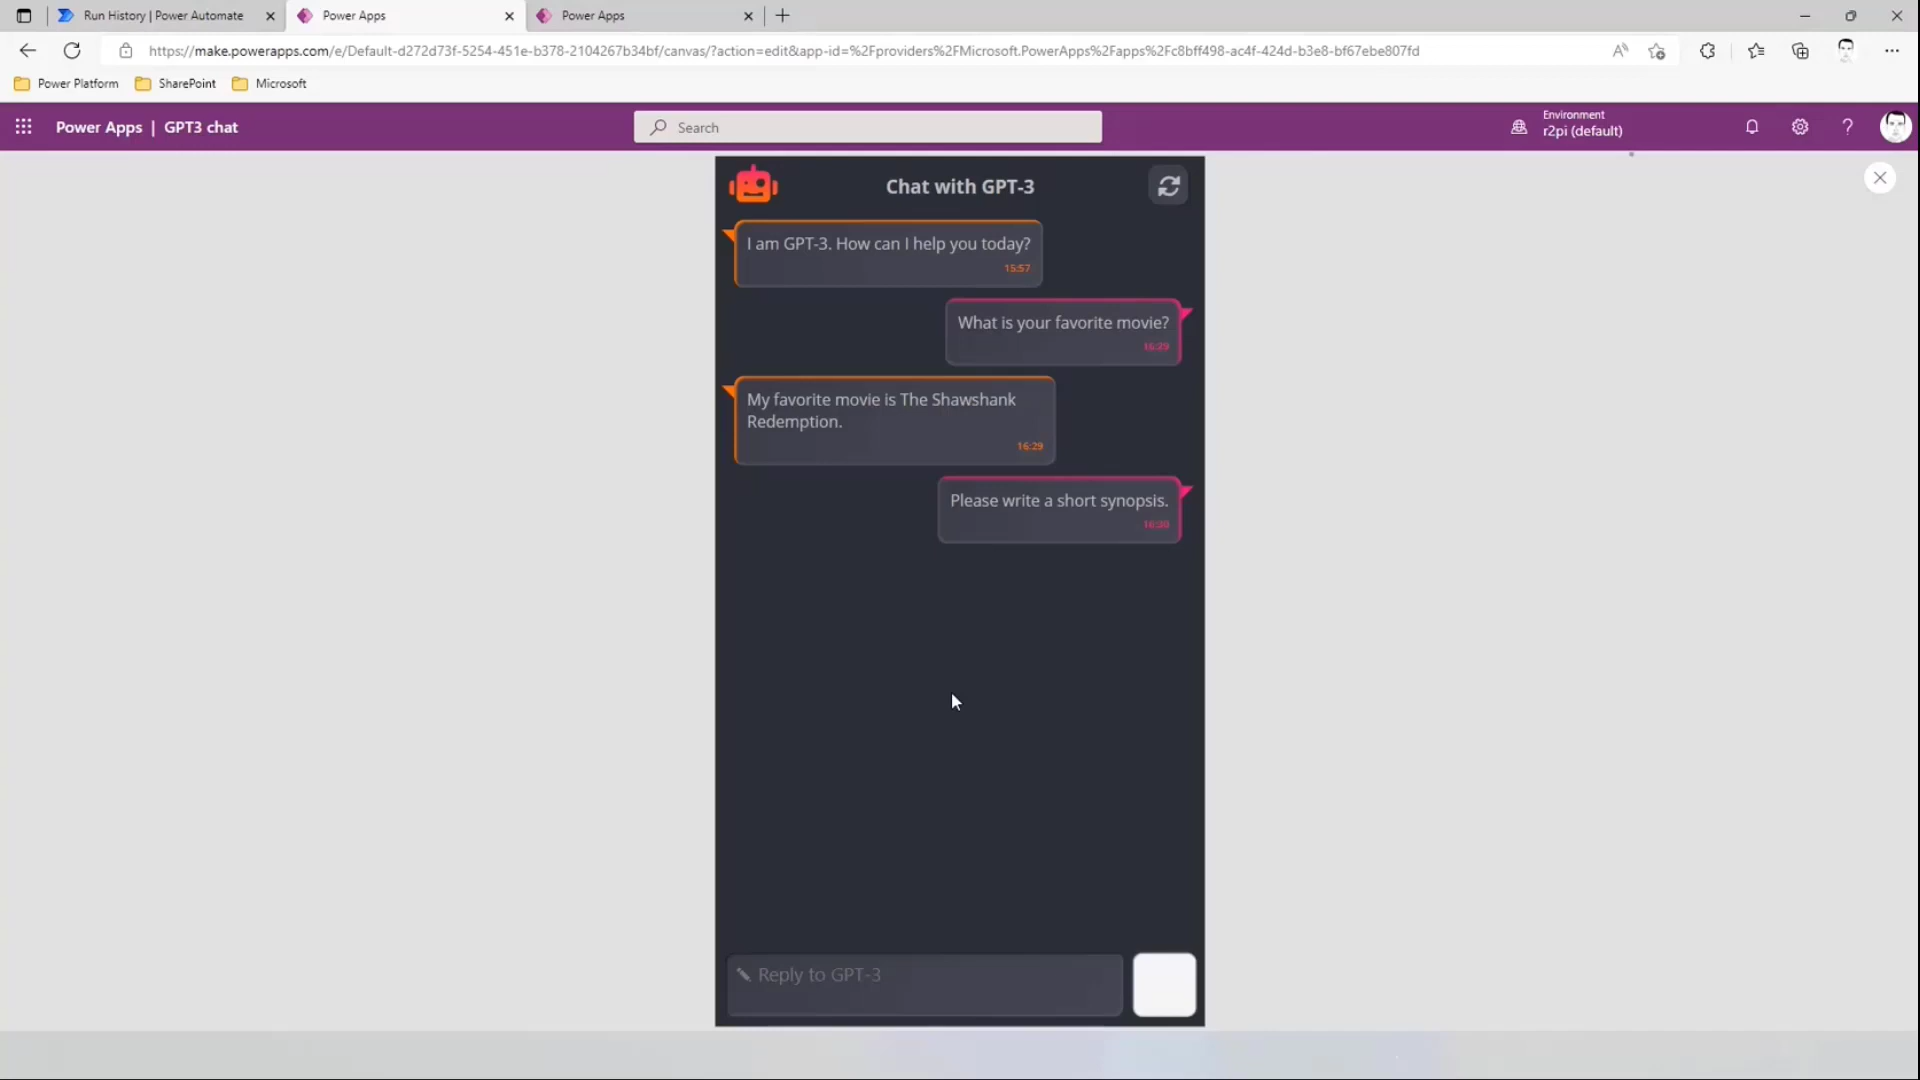 Run History | Power Automate
Power Apps
Power Apps
https://make.powerapps.com/e/Default-d272d73f-5254-451e-b378-2104267b34bf/canvas/?action=edit&app-id=%2Fproviders%2FMicrosoft.PowerApps%2Fapps%2Fc8bff498-ac4f-424d-b3e8-bf67ebe807fd
Power Platform
SharePoint
Microsoft
Power Apps | GPT3 chat
Search
Environment
r2pi (default)
Chat with GPT-3
I am GPT-3. How can I help you today?
15:57
What is your favorite movie?
16:29
My favorite movie is The Shawshank
Redemption.
16:29
Please write a short synopsis.
16:30
Reply to GPT-3